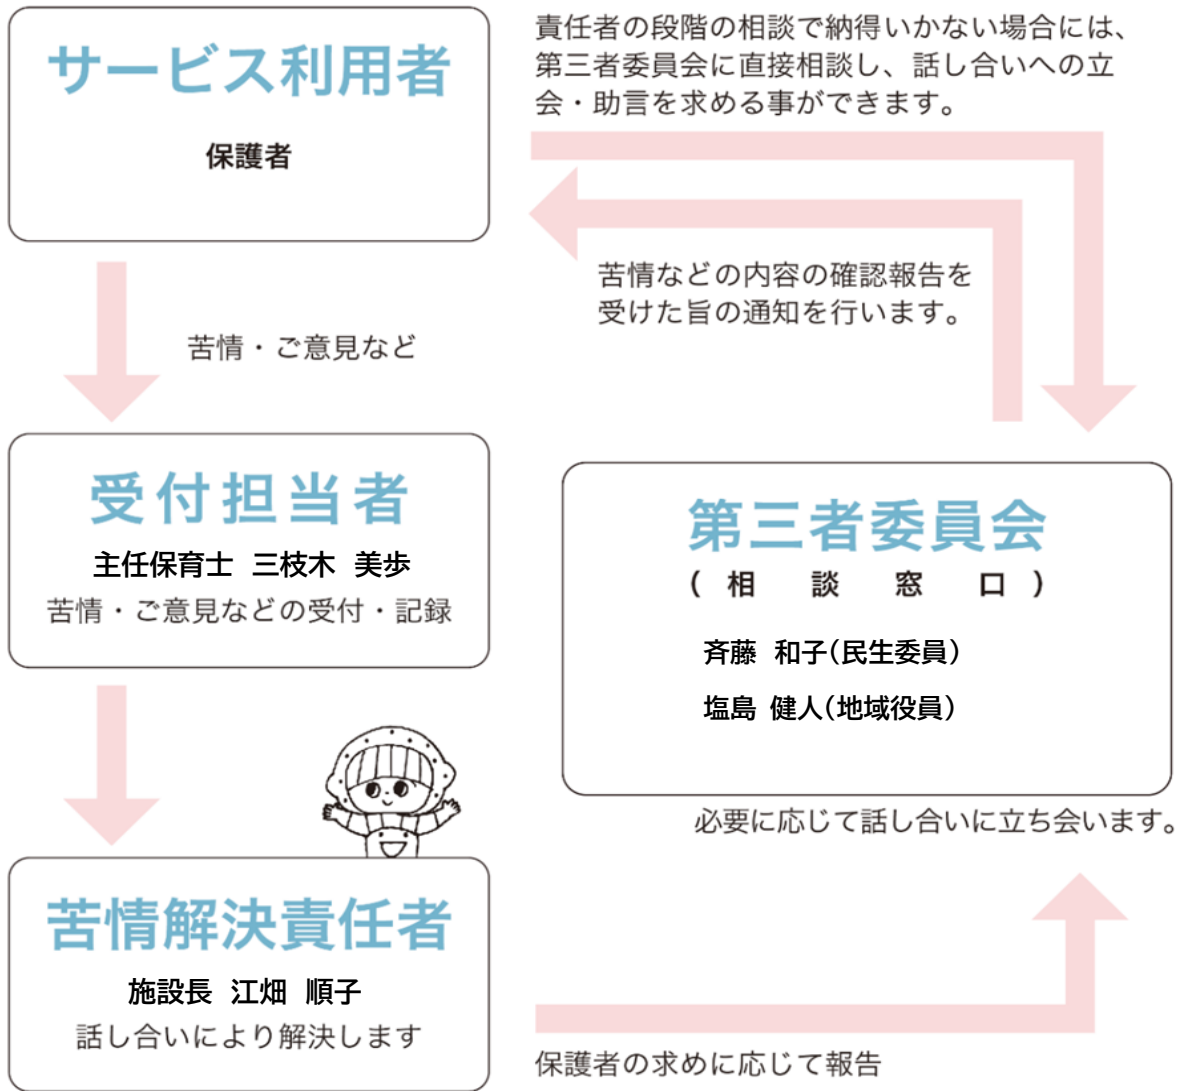 サービス利用者
保護者
責任者の段階の相談で納得いかない場合には、
第三者委員会に直接相談し、話し合いへの立
会・助言を求める事ができます。
苦情などの内容の確認報告を
受けた旨の通知を行います。
苦情・ご意見など
受付担当者
主任保育士 三枝木 美歩
苦情・ご意見などの受付・記録
第三者委員会
(相談窓口)
斉藤 和子(民生委員)
塩島 健人(地域役員)
必要に応じて話し合いに立ち会います。
苦情解決責任者
施設長 江畑 順子
話し合いにより解決します
保護者の求めに応じて報告